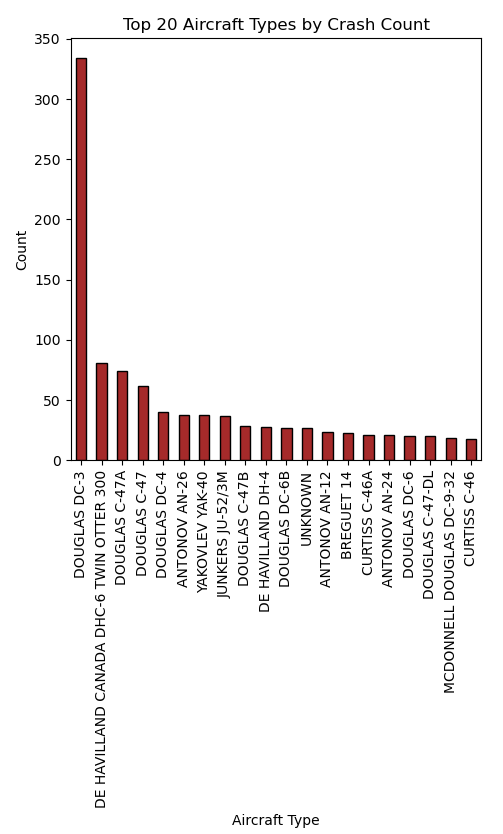 Top 20 Aircraft Types by Crash Count
Count
350
300
250
200
150
100
50
0
DOUGLAS DC-3
DE HAVILLAND CANADA DHC-6 TWIN OTTER 300
DOUGLAS C-47A
DOUGLAS C-47
DOUGLAS DC-4
ANTONOV AN-26
YAKOVLEV YAK-40
JUNKERS JU-52/3M
DOUGLAS C-47B
DE HAVILLAND DH-4
DOUGLAS DC-6B
UNKNOWN
ANTONOV AN-12
BREGUET 14
CURTISS C-46A
ANTONOV AN-24
DOUGLAS DC-6
DOUGLAS C-47-DL
MCDONNELL DOUGLAS DC-9-32
CURTISS C-46
Aircraft Type